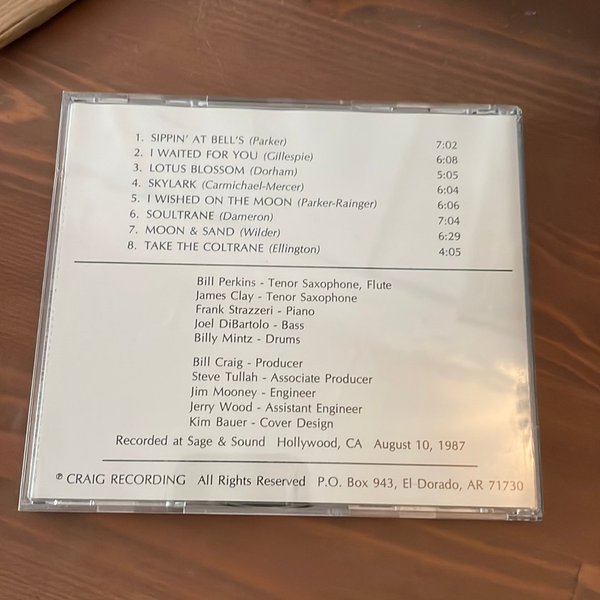 1. SIPPIN' AT BELL'S (Parker) 7:02
2. I WAITED FOR YOU (Gillespie) 6:08
3. LOTUS BLOSSOM (Dorham) 5:05
4. SKYLARK (Carmichael-Mercer) 6:04
5. I WISHED ON THE MOON (Parker-Rainger) 6:06
6. SOULTRANE (Dameron) 7:04
7. MOON & SAND (Wilder) 6:29
8. TAKE THE COLTRANE (Ellington) 4:05
Bill Perkins - Tenor Saxophone, Flute
James Clay - Tenor Saxophone
Frank Strazzeri - Piano
Joel DiBartolo - Bass
Billy Mintz - Drums
Bill Craig - Producer
Steve Tullah - Associate Producer
Jim Mooney - Engineer
Jerry Wood - Assistant Engineer
Kim Bauer - Cover Design
Recorded at Sage & Sound Hollywood, CA August 10, 1987
℗ CRAIG RECORDING All Rights Reserved P.O. Box 943, El Dorado, AR 71730